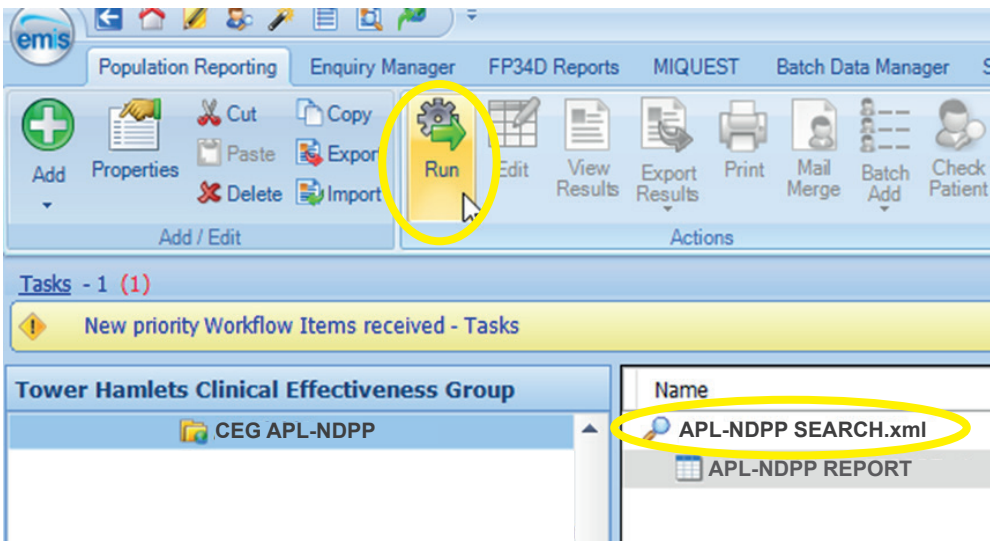 emis
Population Reporting Enquiry Manager FP34D Reports MIQUEST Batch Data Manager S
Add
Properties
Cut
Paste
Delete
Copy
Export
Import
Run
Edit
View
Results
Export
Results
Print
Mail
Merge
Batch
Add
Check
Patient
Add / Edit
Actions
Tasks - 1 (1)
New priority Workflow Items received - Tasks
Tower Hamlets Clinical Effectiveness Group
CEG APL-NDPP
Name
APL-NDPP SEARCH.xml
APL-NDPP REPORT